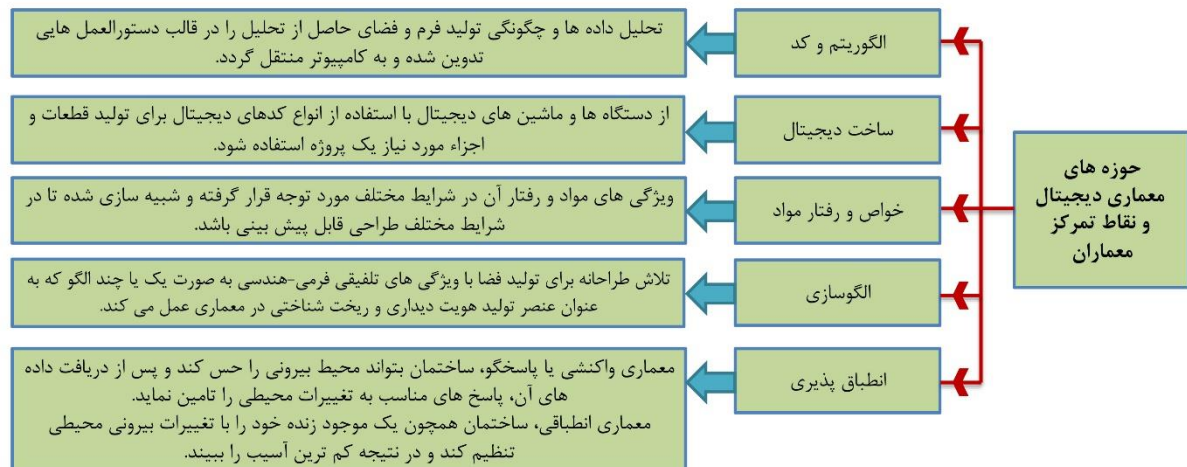 حوزه های
معماری دیجیتال
و نقاط تمرکز
معماران
الگوریتم و کد
تحلیل داده ها و چگونگی تولید فرم و فضای حاصل از تحلیل را در قالب دستورالعمل هایی
تدوین شده و به کامپیوتر منتقل گردد.
ساخت دیجیتال
از دستگاه ها و ماشین های دیجیتال با استفاده از انواع کدهای دیجیتال برای تولید قطعات و
اجزاء مورد نیاز یک پروژه استفاده شود.
خواص و رفتار مواد
ویژگی های مواد و رفتار آن در شرایط مختلف مورد توجه قرار گرفته و شبیه سازی شده تا در
شرایط مختلف طراحی قابل پیش بینی باشد.
الگوسازی
تلاش طراحانه برای تولید فضا با ویژگی های تلفیقی فرمی-هندسی به صورت یک یا چند الگو که به
عنوان عنصر تولید هویت دیداری و ریخت شناختی در معماری عمل می کند.
انطباق پذیری
معماری واکنشی یا پاسخگو، ساختمان بتواند محیط بیرونی را حس کند و پس از دریافت داده
های آن، پاسخ های مناسب به تغییرات محیطی را تامین نماید.
معماری انطباقی، ساختمان همچون یک موجود زنده خود را با تغییرات بیرونی محیطی
تنظیم کند و در نتیجه کم ترین آسیب را ببیند.